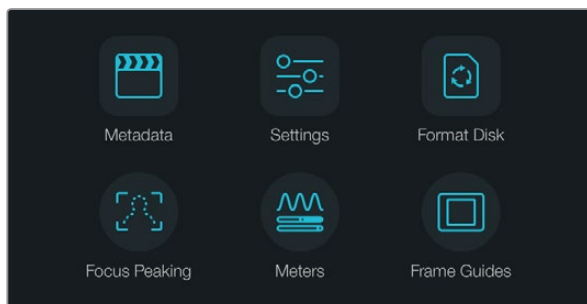 Metadata
Settings
Format Disk
Focus Peaking
Meters
Frame Guides